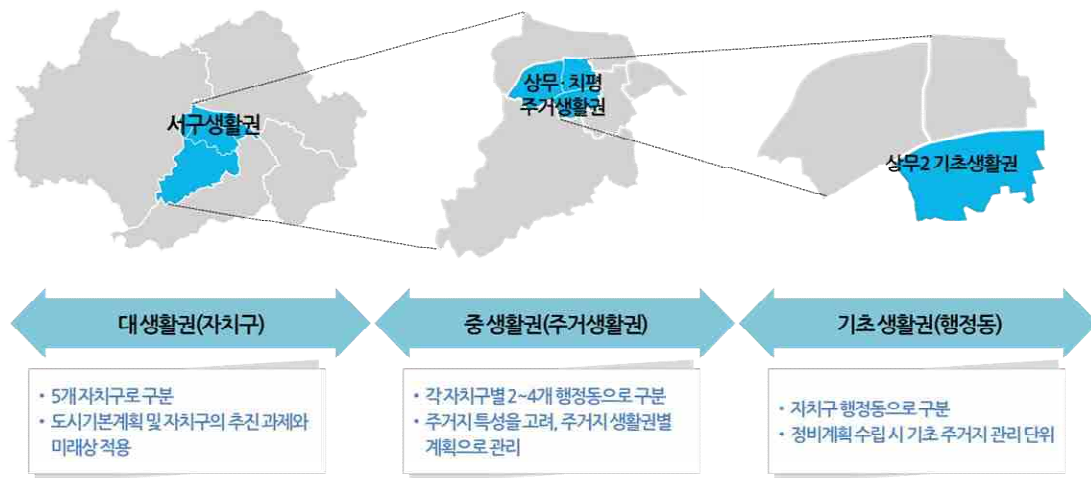 서구생활권
상무·치평
주거생활권
상무2 기초생활권
대 생활권(자치구)
중 생활권(주거생활권)
기초 생활권(행정동)
• 5개 자치구로 구분
• 도시기본계획 및 자치구의 추진 과제와
미래상 적용
• 각 자치구별 2~4개 행정동으로 구분
• 주거지 특성을 고려, 주거지 생활권별
계획으로 관리
• 자치구 행정동으로 구분
• 정비계획 수립 시 기초 주거지 관리 단위